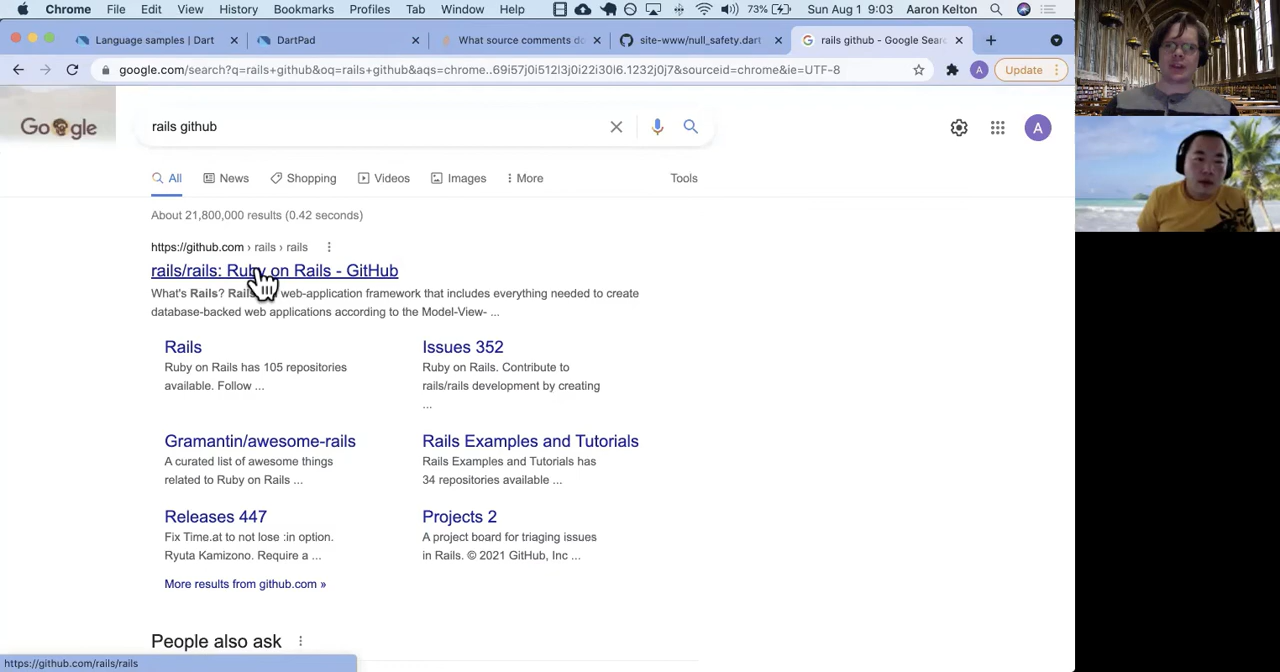 Chrome File Edit View History Bookmarks Profiles Tab Window Help 73% Sun Aug 1 9:03 Aaron Kelton
Language samples | Dart DartPad What source comments do site-www/null_safety.dart rails github - Google Sear
google.com/search?q=rails+github&oq=rails+github&aqs=chrome..69i57j0i512l3j0i22i30l6.1232j0j7&sourceid=chrome&ie=UTF-8 A Update
Google rails github A
All News Shopping Videos Images More Tools
About 21,800,000 results (0.42 seconds)
https://github.com › rails › rails
rails/rails: Ruby on Rails - GitHub
What's Rails? Rails web-application framework that includes everything needed to create
database-backed web applications according to the Model-View- ...
Rails
Ruby on Rails has 105 repositories
available. Follow ...
Issues 352
Ruby on Rails. Contribute to
rails/rails development by creating
...
Gramantin/awesome-rails
A curated list of awesome things
related to Ruby on Rails ...
Rails Examples and Tutorials
Rails Examples and Tutorials has
34 repositories available ...
Releases 447
Fix Time.at to not lose :in option.
Ryuta Kamizono. Require a ...
Projects 2
A project board for triaging issues
in Rails. © 2021 GitHub, Inc ...
More results from github.com »
People also ask
https://github.com/rails/rails